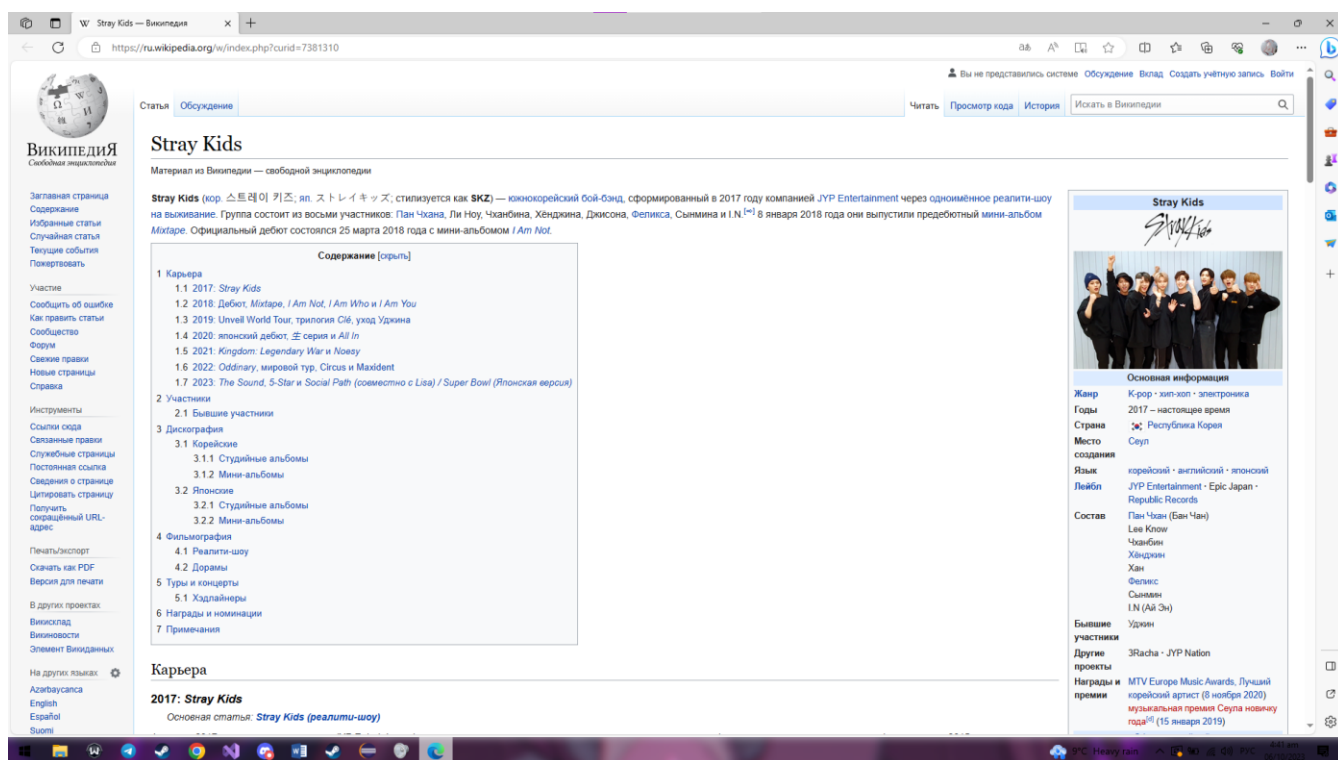 Stray Kids — Википедия
https://ru.wikipedia.org/w/index.php?curid=7381310
Вы не представились системе Обсуждение Вклад Создать учётную запись Войти
Статья Обсуждение
Читать Просмотр кода История
Искать в Википедии
ВикипедиЯ
Свободная энциклопедия
Заглавная страница
Содержание
Избранные статьи
Случайная статья
Текущие события
Пожертвовать
Участие
Сообщить об ошибке
Как править статьи
Сообщество
Форум
Свежие правки
Новые страницы
Справка
Инструменты
Ссылки сюда
Связанные правки
Служебные страницы
Постоянная ссылка
Сведения о странице
Цитировать страницу
Получить
сокращённый URL-
адрес
Печать/экспорт
Скачать как PDF
Версия для печати
В других проектах
Викисклад
Викиновости
Элемент Викиданных
На других языках
Azərbaycanca
English
Español
Suomi
Stray Kids
Материал из Википедии — свободной энциклопедии
Stray Kids (кор. 스트레이 키즈; яп. ストレイキッズ; стилизуется как SKZ) — южнокорейский бой-бэнд, сформированный в 2017 году компанией JYP Entertainment через одноимённое реалити-шоу
на выживание. Группа состоит из восьми участников: Пан Чхана, Ли Ноу, Чханбина, Хёнджина, Джисона, Феликса, Сынмина и I.N.[⇨] 8 января 2018 года они выпустили предебютный мини-альбом
Mixtape. Официальный дебют состоялся 25 марта 2018 года с мини-альбомом I Am Not.
Содержание [скрыть]
1 Карьера
1.1 2017: Stray Kids
1.2 2018: Дебют, Mixtape, I Am Not, I Am Who и I Am You
1.3 2019: Unveil World Tour, трилогия Clé, уход Уджина
1.4 2020: японский дебют, 生 серия и All In
1.5 2021: Kingdom: Legendary War и Noeasy
1.6 2022: Oddinary, мировой тур, Circus и Maxident
1.7 2023: The Sound, 5-Star и Social Path (совместно с Lisa) / Super Bowl (Японская версия)
2 Участники
2.1 Бывшие участники
3 Дискография
3.1 Корейские
3.1.1 Студийные альбомы
3.1.2 Мини-альбомы
3.2 Японские
3.2.1 Студийные альбомы
3.2.2 Мини-альбомы
4 Фильмография
4.1 Реалити-шоу
4.2 Дорамы
5 Туры и концерты
5.1 Хэдлайнеры
6 Награды и номинации
7 Примечания
Карьера
2017: Stray Kids
Основная статья: Stray Kids (реалити-шоу)
Stray Kids
Stray Kids
Основная информация
Жанр K-pop · хип-хоп · электроника
Годы 2017 – настоящее время
Страна Республика Корея
Место Сеул
создания
Язык корейский · английский · японский
Лейбл JYP Entertainment · Epic Japan ·
Republic Records
Состав Пан Чхан (Бан Чан)
Lee Know
Чханбин
Хёнджин
Хан
Феликс
Сынмин
I.N (Ай Эн)
Бывшие Уджин
участники
Другие 3Racha · JYP Nation
проекты
Награды и MTV Europe Music Awards, Лучший
премии корейский артист (8 ноября 2020)
музыкальная премия Сеула новичку
года[d] (15 января 2019)
9°C Heavy rain
РУС
4:41 am